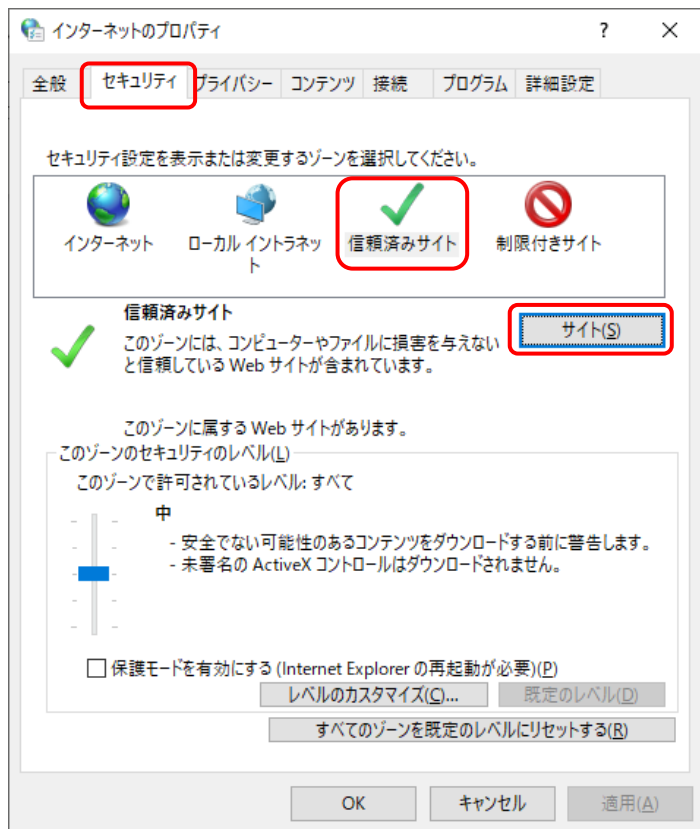 インターネットのプロパティ ? ×
全般 セキュリティ プライバシー コンテンツ 接続 プログラム 詳細設定
セキュリティ設定を表示または変更するゾーンを選択してください。
インターネット
ローカル イントラネッ
ト
信頼済みサイト
制限付きサイト
信頼済みサイト
サイト(S)
このゾーンには、コンピューターやファイルに損害を与えない
と信頼している Web サイトが含まれています。
このゾーンに属する Web サイトがあります。
このゾーンのセキュリティのレベル(L)
このゾーンで許可されているレベル: すべて
中
- 安全でない可能性のあるコンテンツをダウンロードする前に警告します。
- 未署名の ActiveX コントロールはダウンロードされません。
保護モードを有効にする (Internet Explorer の再起動が必要)(P)
レベルのカスタマイズ(C)... 既定のレベル(D)
すべてのゾーンを既定のレベルにリセットする(R)
OK キャンセル 適用(A)